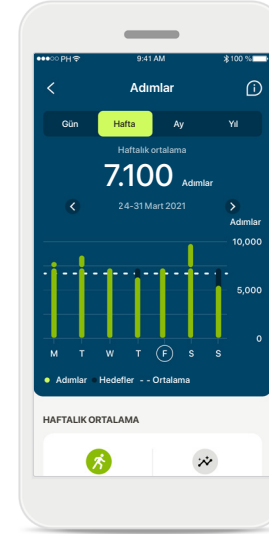 PH 9:41 AM 100 %
Adımlar
Gün Hafta Ay Yıl
Haftalık ortalama
7.100 Adımlar
24-31 Mart 2021
Adımlar
10,000
5,000
0
M T W T F S S
Adımlar Hedefler - - Ortalama
HAFTALIK ORTALAMA